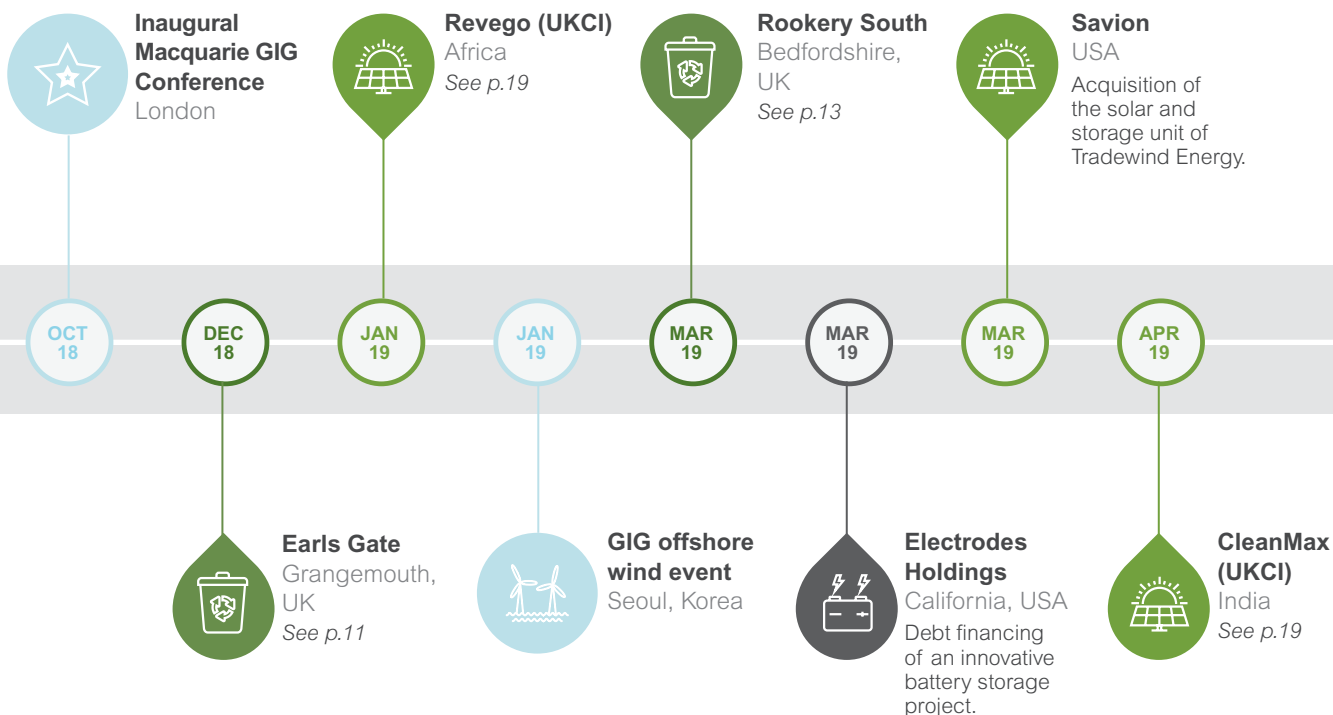 Inaugural
Macquarie GIG
Conference
London
Revego (UKCI)
Africa
See p.19
Rookery South
Bedfordshire,
UK
See p.13
Savion
USA
Acquisition of
the solar and
storage unit of
Tradewind Energy.
OCT
18
DEC
18
JAN
19
JAN
19
MAR
19
MAR
19
MAR
19
APR
19
Earls Gate
Grangemouth,
UK
See p.11
GIG offshore
wind event
Seoul, Korea
Electrodes
Holdings
California, USA
Debt financing
of an innovative
battery storage
project.
CleanMax
(UKCI)
India
See p.19